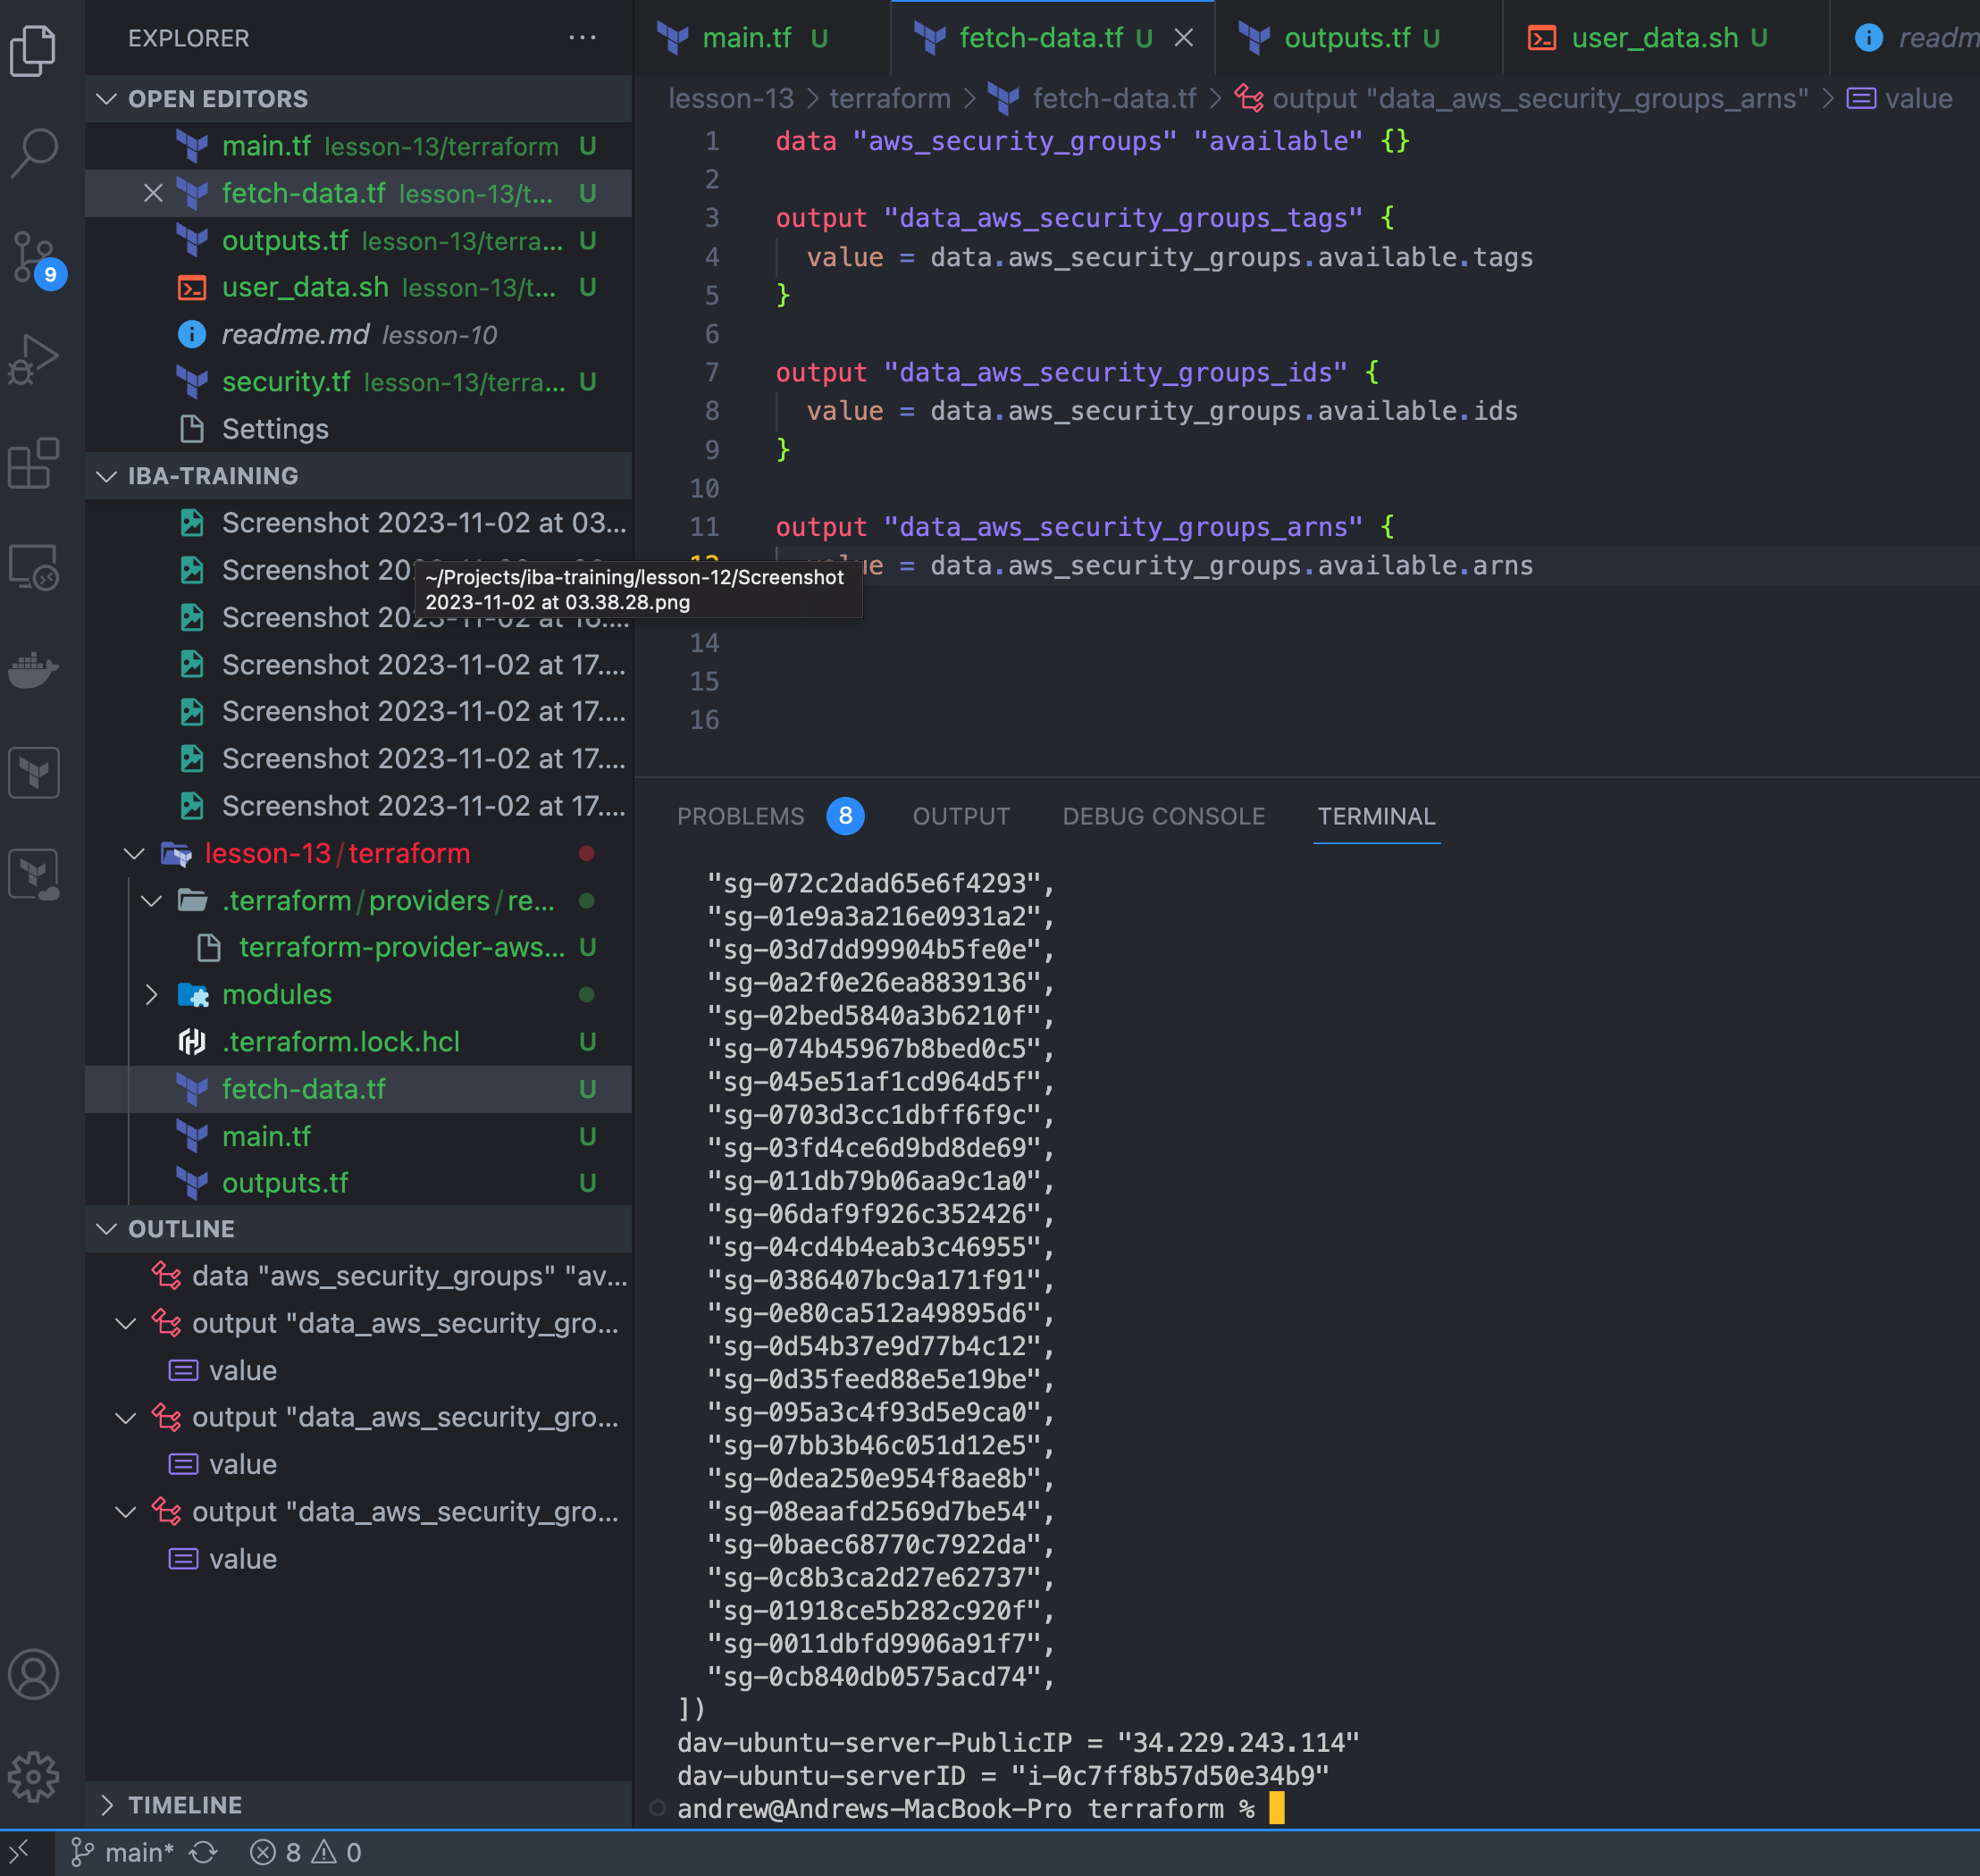 EXPLORER
OPEN EDITORS
main.tf lesson-13/terraform U
fetch-data.tf lesson-13/t... U
outputs.tf lesson-13/terra... U
user_data.sh lesson-13/t... U
readme.md lesson-10
security.tf lesson-13/terra... U
Settings
IBA-TRAINING
Screenshot 2023-11-02 at 03...
Screenshot 20
Screenshot 2023-11-02 at 16....
Screenshot 2023-11-02 at 17....
Screenshot 2023-11-02 at 17....
Screenshot 2023-11-02 at 17....
Screenshot 2023-11-02 at 17....
~/Projects/iba-training/lesson-12/Screenshot
2023-11-02 at 03.38.28.png
lesson-13/terraform
.terraform/providers/re...
terraform-provider-aws... U
modules
.terraform.lock.hcl U
fetch-data.tf U
main.tf U
outputs.tf U
OUTLINE
data "aws_security_groups" "av...
output "data_aws_security_gro...
value
output "data_aws_security_gro...
value
output "data_aws_security_gro...
value
TIMELINE
9
main.tf U
fetch-data.tf U
outputs.tf U
user_data.sh U
readm
lesson-13 > terraform > fetch-data.tf > output "data_aws_security_groups_arns" > value
1 data "aws_security_groups" "available" {}
2
3 output "data_aws_security_groups_tags" {
4 value = data.aws_security_groups.available.tags
5 }
6
7 output "data_aws_security_groups_ids" {
8 value = data.aws_security_groups.available.ids
9 }
10
11 output "data_aws_security_groups_arns" {
12 value = data.aws_security_groups.available.arns
14
15
16
PROBLEMS 8 OUTPUT DEBUG CONSOLE TERMINAL
"sg-072c2dad65e6f4293",
"sg-01e9a3a216e0931a2",
"sg-03d7dd99904b5fe0e",
"sg-0a2f0e26ea8839136",
"sg-02bed5840a3b6210f",
"sg-074b45967b8bed0c5",
"sg-045e51af1cd964d5f",
"sg-0703d3cc1dbff6f9c",
"sg-03fd4ce6d9bd8de69",
"sg-011db79b06aa9c1a0",
"sg-06daf9f926c352426",
"sg-04cd4b4eab3c46955",
"sg-0386407bc9a171f91",
"sg-0e80ca512a49895d6",
"sg-0d54b37e9d77b4c12",
"sg-0d35feed88e5e19be",
"sg-095a3c4f93d5e9ca0",
"sg-07bb3b46c051d12e5",
"sg-0dea250e954f8ae8b",
"sg-08eaafd2569d7be54",
"sg-0baec68770c7922da",
"sg-0c8b3ca2d27e62737",
"sg-01918ce5b282c920f",
"sg-0011dbfd9906a91f7",
"sg-0cb840db0575acd74",
])
dav-ubuntu-server-PublicIP = "34.229.243.114"
dav-ubuntu-serverID = "i-0c7ff8b57d50e34b9"
andrew@Andrews-MacBook-Pro terraform %
main* 8 0